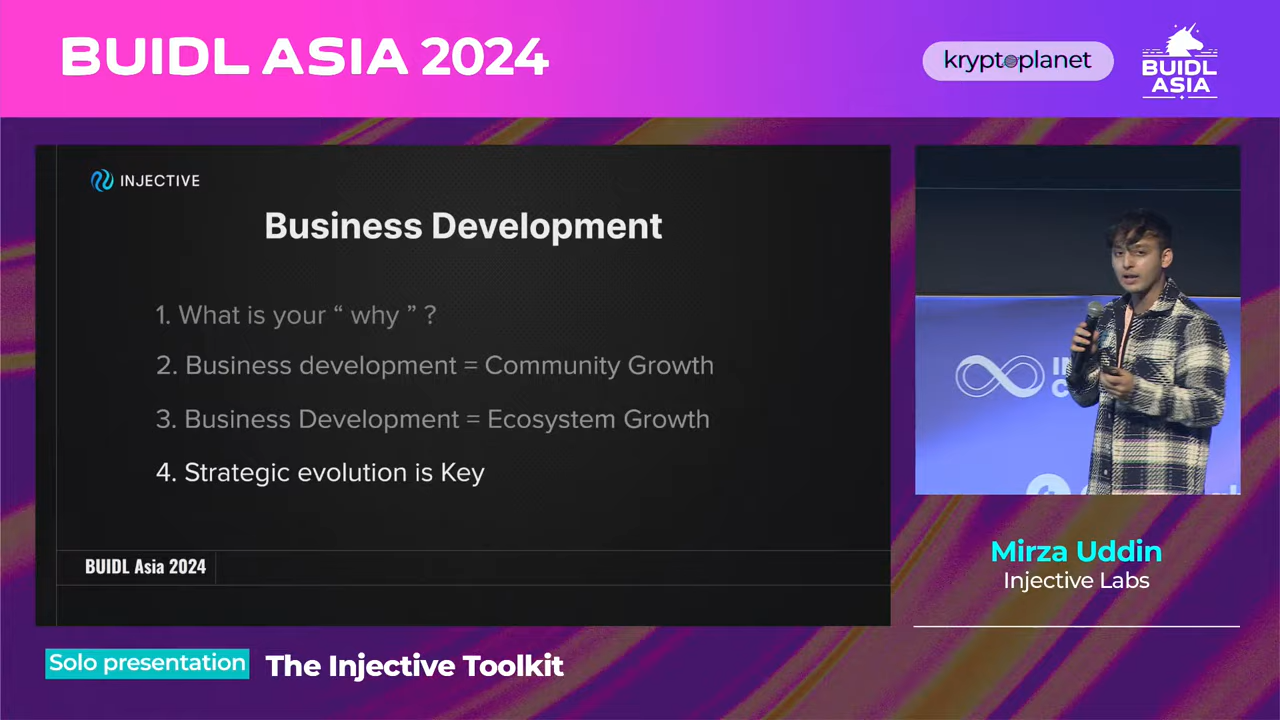 BUIDL ASIA 2024
kryptoplanet
BUIDL
ASIA
INJECTIVE
Business Development
1. What is your “ why ” ?
2. Business development = Community Growth
3. Business Development = Ecosystem Growth
4. Strategic evolution is Key
BUIDL Asia 2024
Mirza Uddin
Injective Labs
Solo presentation
The Injective Toolkit